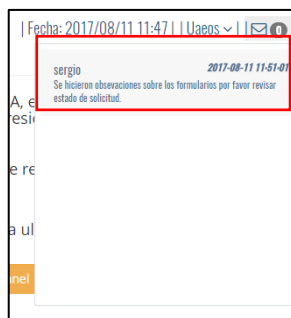 | Fecha: 2017/08/11 11:47 | | Uaeos | | 0
sergio 2017-08-11 11-51-01
Se hicieron obsevaciones sobre los formularios por favor revisar
estado de solicitud.
A, e
resi
e re
a ul
nel